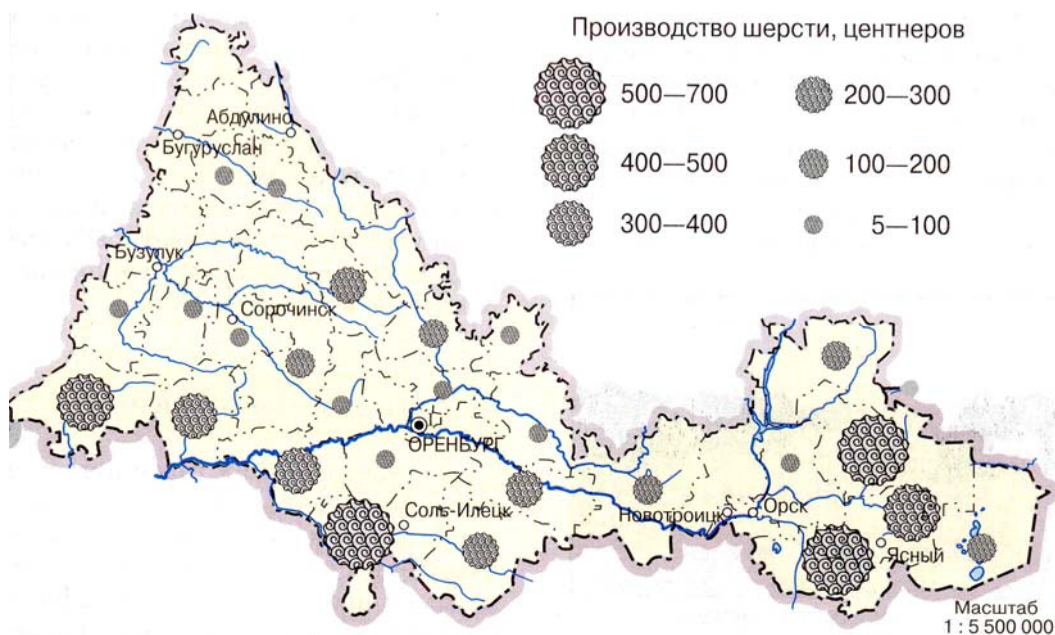 Производство шерсти, центнеров
500—700
200—300
400—500
100—200
300—400
5—100
Абдулино
Бугуруслан
Бузулук
Сорочинск
ОРЕНБУРГ
Соль-Илецк
Новотроицк
Орск
Ясный
Масштаб
1 : 5 500 000